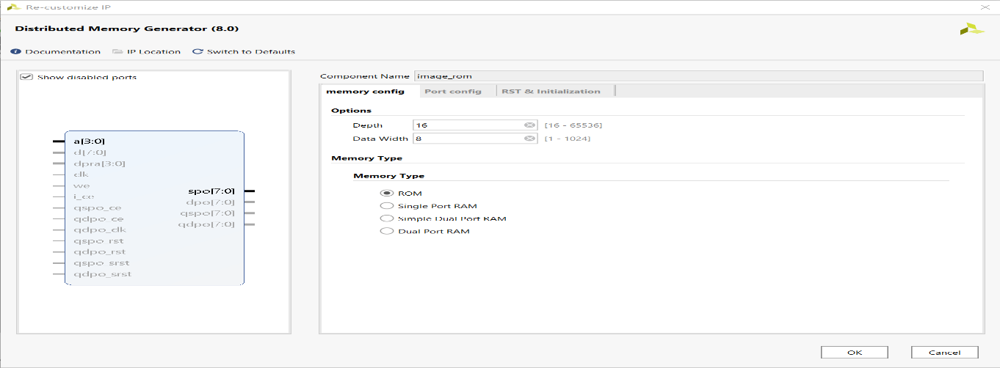 Re-customize IP
Distributed Memory Generator (8.0)
Documentation IP Location Switch to Defaults
Show disabled ports
a[3:0]
d[7:0]
dpra[3:0]
clk
we
i_ce
qspo_ce
qdpo_ce
qdpo_clk
qspo_rst
qdpo_rst
qspo_srst
qdpo_srst
spo[7:0]
dpo[7:0]
qspo[7:0]
qdpo[7:0]
Component Name image_rom
memory config Port config RST & Initialization
Options
Depth 16 [16 - 65536]
Data Width 8 [1 - 1024]
Memory Type
Memory Type
ROM
Single Port RAM
Simple Dual Port RAM
Dual Port RAM
OK Cancel